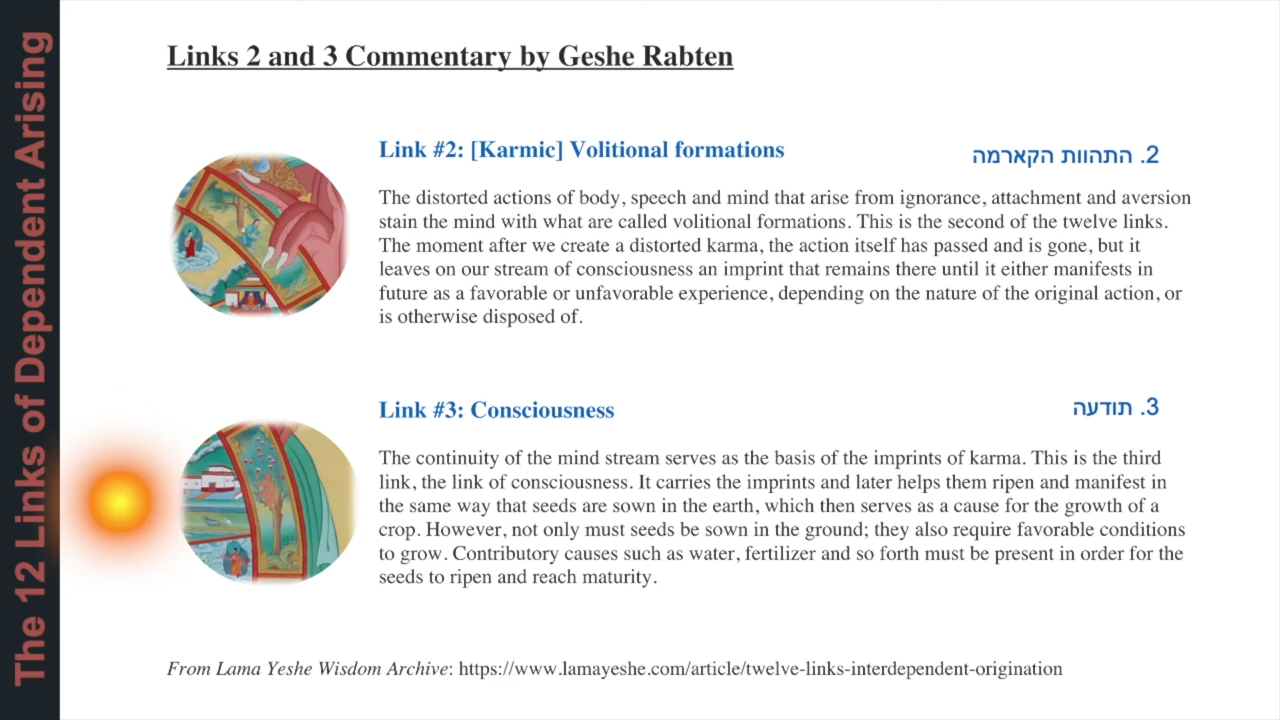 The 12 Links of Dependent Arising
Links 2 and 3 Commentary by Geshe Rabten
Link #2: [Karmic] Volitional formations
2. התהוות הקארמה
The distorted actions of body, speech and mind that arise from ignorance, attachment and aversion
stain the mind with what are called volitional formations. This is the second of the twelve links.
The moment after we create a distorted karma, the action itself has passed and is gone, but it
leaves on our stream of consciousness an imprint that remains there until it either manifests in
future as a favorable or unfavorable experience, depending on the nature of the original action, or
is otherwise disposed of.
Link #3: Consciousness
3. תודעה
The continuity of the mind stream serves as the basis of the imprints of karma. This is the third
link, the link of consciousness. It carries the imprints and later helps them ripen and manifest in
the same way that seeds are sown in the earth, which then serves as a cause for the growth of a
crop. However, not only must seeds be sown in the ground; they also require favorable conditions
to grow. Contributory causes such as water, fertilizer and so forth must be present in order for the
seeds to ripen and reach maturity.
From Lama Yeshe Wisdom Archive: https://www.lamayeshe.com/article/twelve-links-interdependent-origination